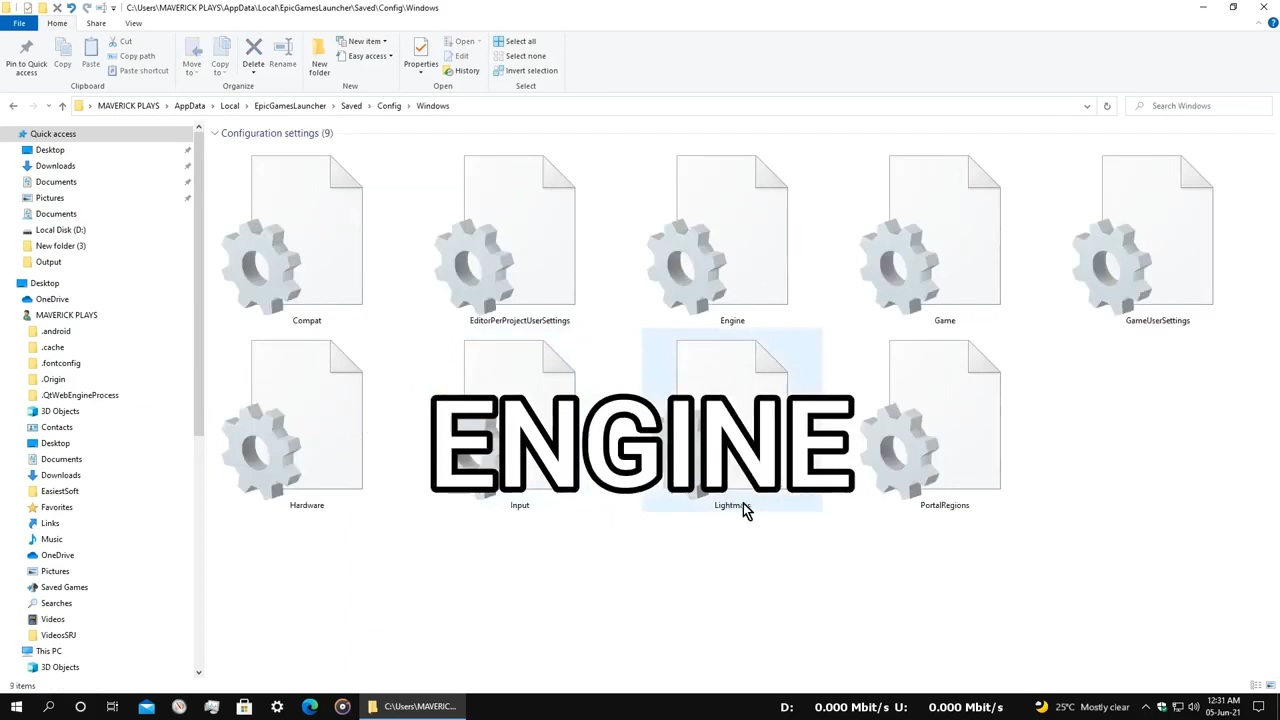 C:\Users\MAVERICK PLAYS\AppData\Local\EpicGamesLauncher\Saved\Config\Windows
File
Home
Share
View
Pin to Quick access
Copy
Paste
Cut
Copy path
Paste shortcut
Clipboard
Move to
Copy to
Delete
Rename
Organize
New folder
New item
Easy access
New
Properties
Open
Edit
History
Open
Select all
Select none
Invert selection
Select
MAVERICK PLAYS
AppData
Local
EpicGamesLauncher
Saved
Config
Windows
Search Windows
Quick access
Desktop
Downloads
Documents
Pictures
Documents
Local Disk (D:)
New folder (3)
Output
Desktop
OneDrive
MAVERICK PLAYS
.android
.cache
.fontconfig
.Origin
.QtWebEngineProcess
3D Objects
Contacts
Desktop
Documents
Downloads
EasiestSoft
Favorites
Links
Music
OneDrive
Pictures
Saved Games
Searches
Videos
VideosSRJ
This PC
3D Objects
Configuration settings (9)
Compat
EditorPerProjectUserSettings
Engine
Game
GameUserSettings
ENGINE
Hardware
Input
PortalRegions
9 items
C:\Users\MAVERIC...
D: 0.000 Mbit/s U: 0.000 Mbit/s
25°C Mostly clear
12:31 AM
05-Jun-21